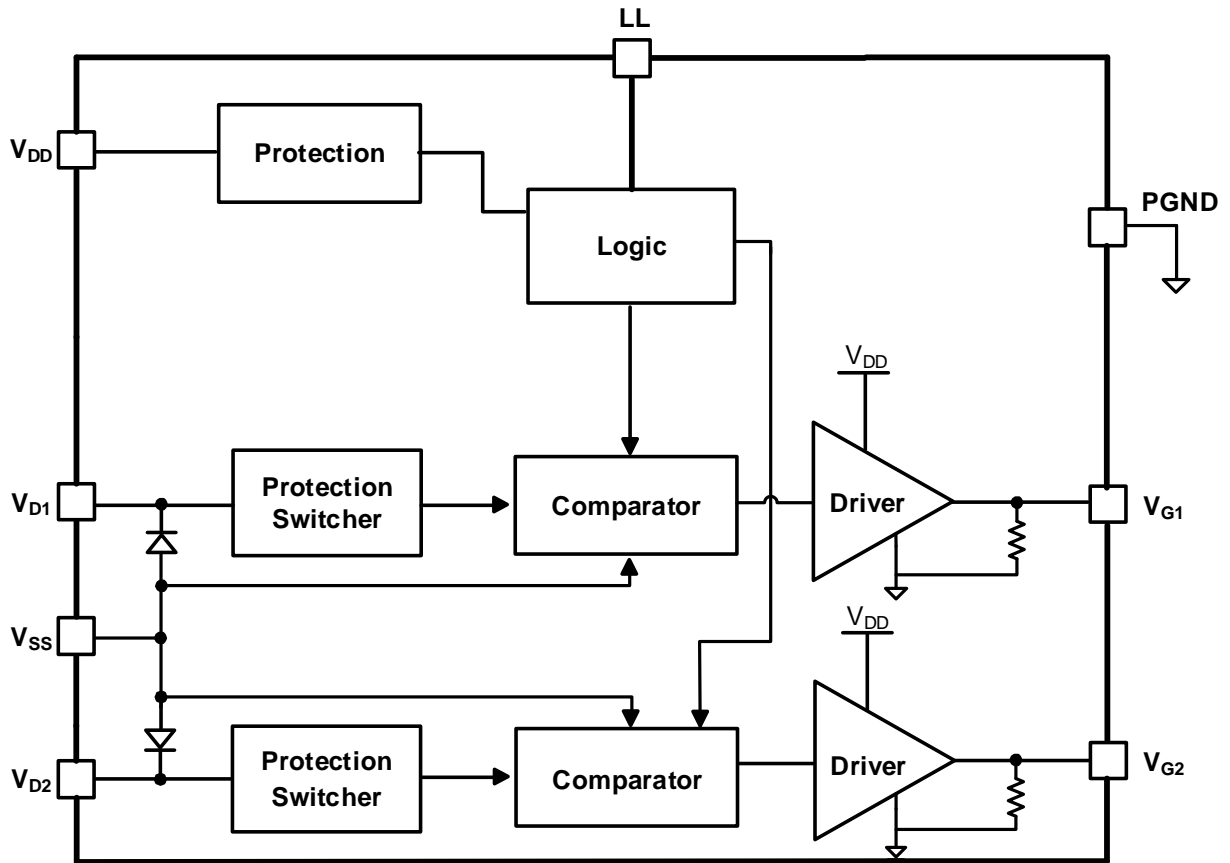 LL
VDD
Protection
PGND
Logic
VDD
VD1
Protection
Switcher
Comparator
Driver
VG1
VSS
VDD
VD2
Protection
Switcher
Comparator
Driver
VG2